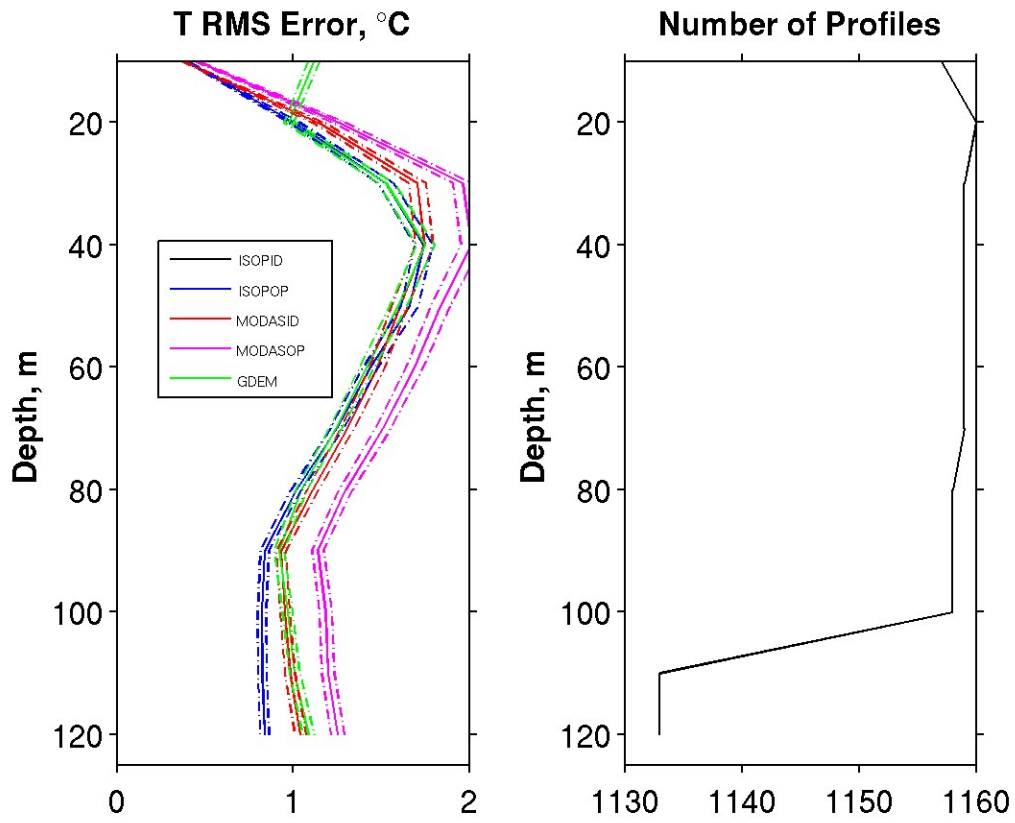 T RMS Error, °C
20
40
60
80
100
120
Depth, m
0
1
2
ISOPID
ISOPOP
MODASID
MODASOP
GDEM
Number of Profiles
20
40
60
80
100
120
Depth, m
1130
1140
1150
1160